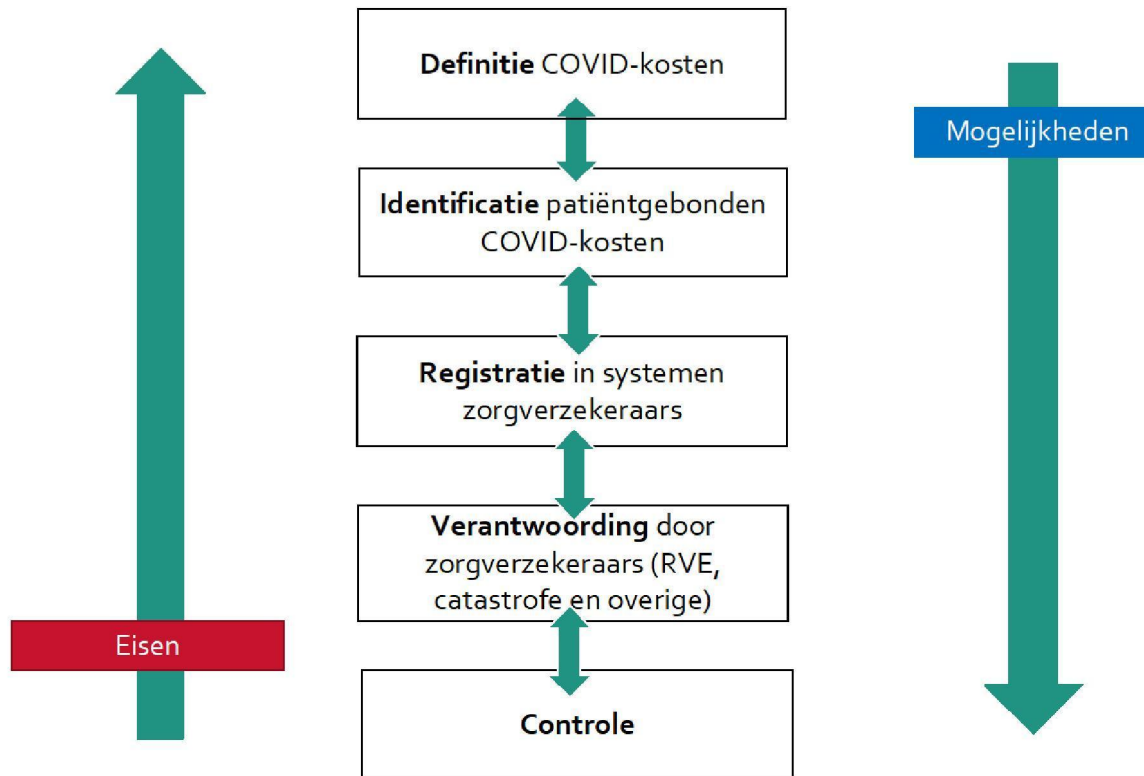 Definitie COVID-kosten
Mogelijkheden
Identificatie patiëntgebonden
COVID-kosten
Registratie in systemen
zorgverzekeraars
Verantwoording door
zorgverzekeraars (RVE,
catastrofe en overige)
Eisen
Controle